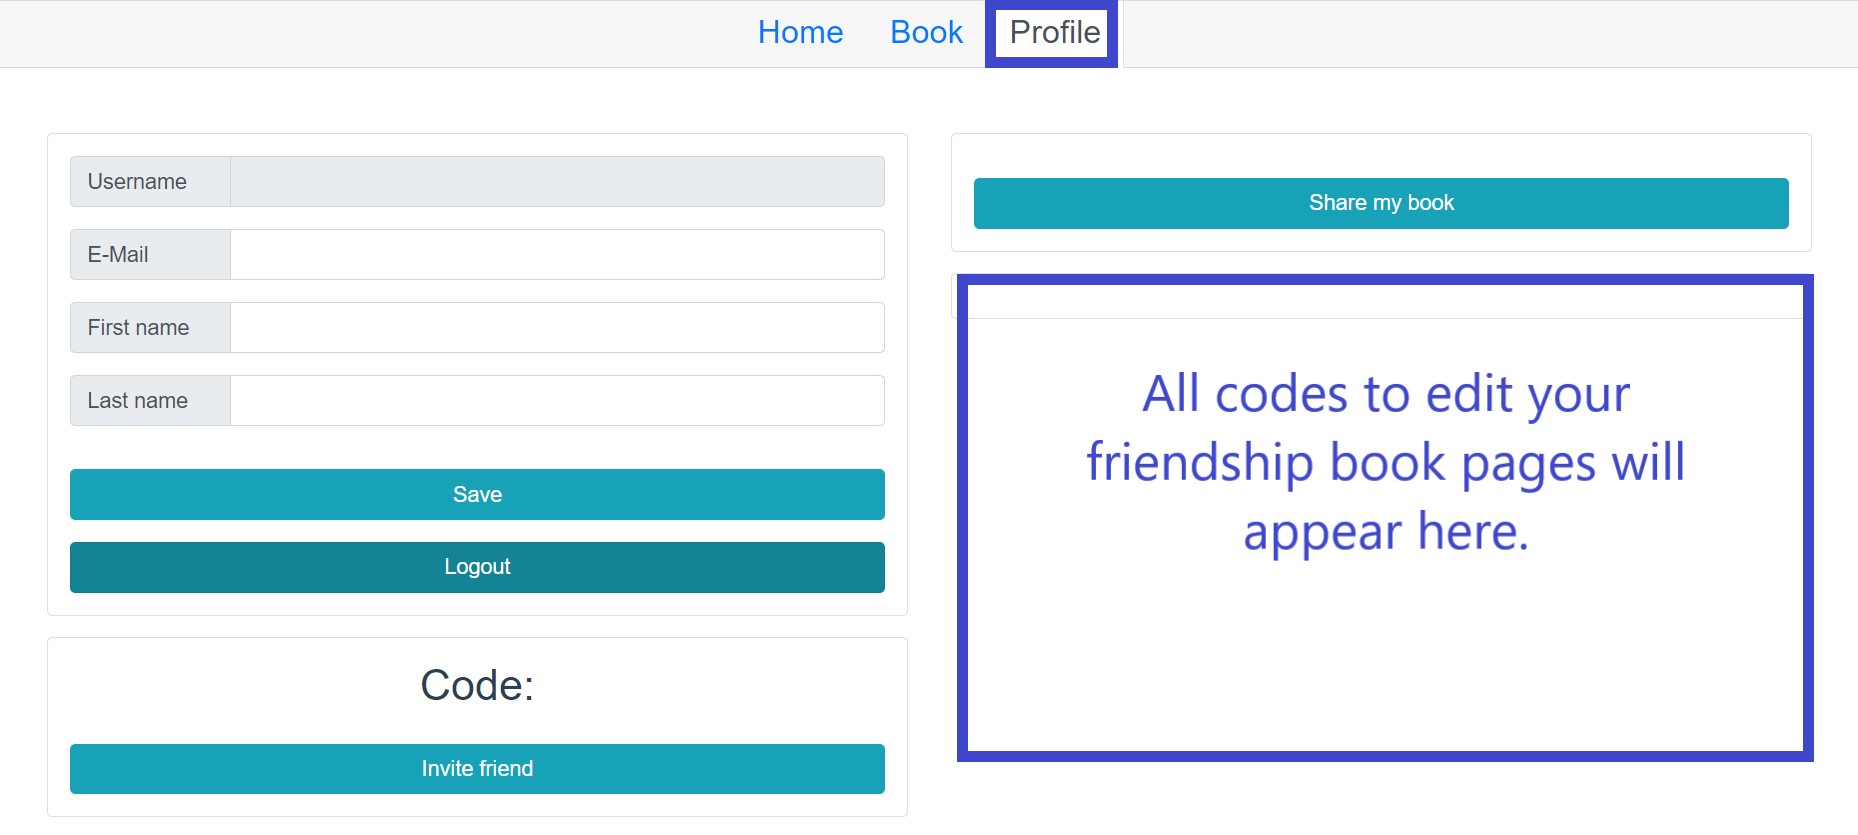 Home Book Profile
Username
E-Mail
First name
Last name
Save
Logout
Code:
Invite friend
Share my book
All codes to edit your
friendship book pages will
appear here.